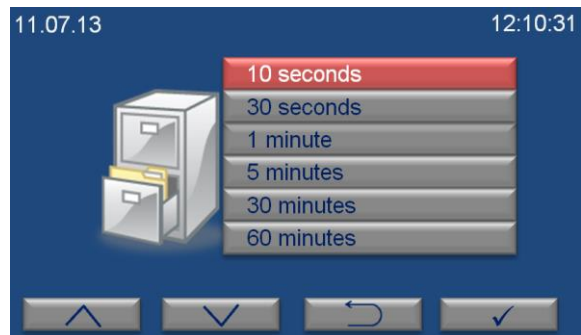 11.07.13 12:10:31
10 seconds
30 seconds
1 minute
5 minutes
30 minutes
60 minutes